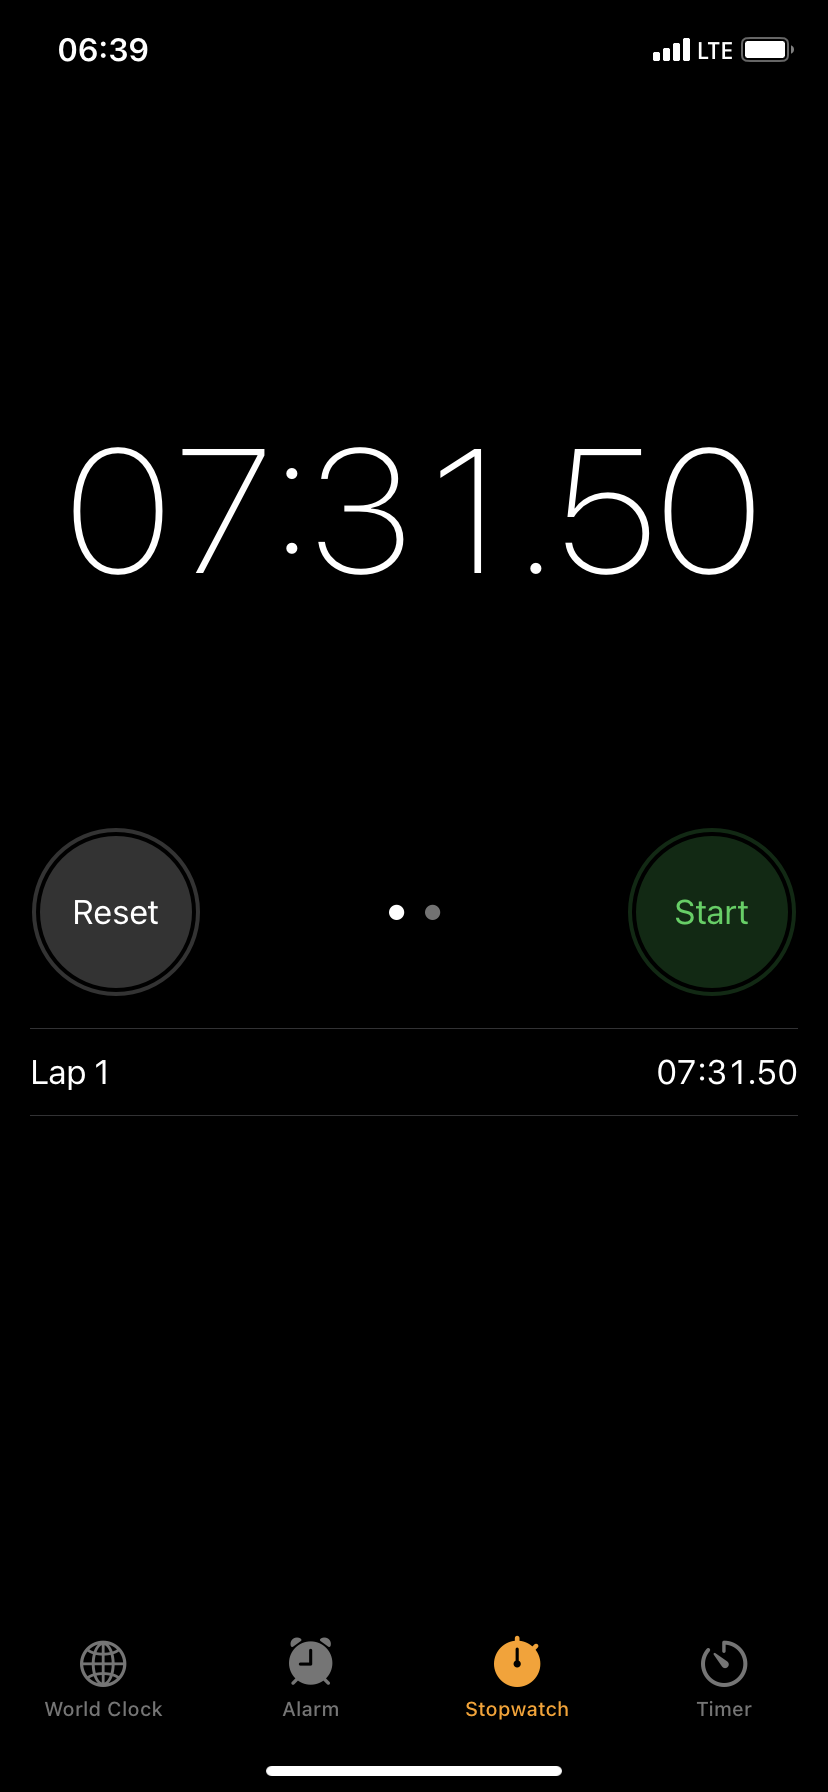 06:39 LTE
07:31.50
Reset Start
Lap 1 07:31.50
World Clock Alarm Stopwatch Timer